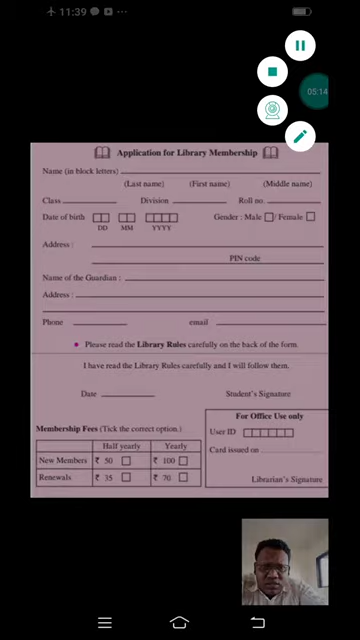 11:39
05:14
Application for Library Membership
Name (in block letters)
(Last name) (First name) (Middle name)
Class Division Roll no.
Date of birth Gender : Male / Female
DD MM YYYY
Address :
PIN code
Name of the Guardian :
Address :
Phone email
• Please read the Library Rules carefully on the back of the form.
I have read the Library Rules carefully and I will follow them.
Date Student's Signature
Membership Fees (Tick the correct option.)
Half yearly Yearly
New Members ₹ 50 ₹ 100
Renewals ₹ 35 ₹ 70
For Office Use only
User ID
Card issued on
Librarian's Signature